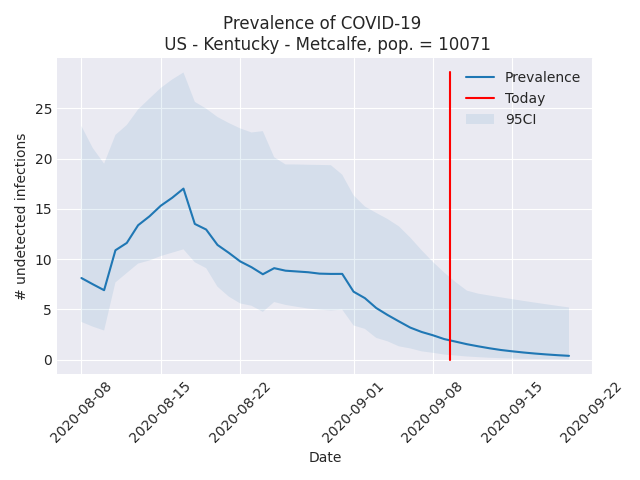 Prevalence of COVID-19
US - Kentucky - Metcalfe, pop. = 10071
Prevalence
Today
95CI
# undetected infections
25
20
15
10
5
0
2020-08-08
2020-08-15
2020-08-22
2020-09-01
2020-09-08
2020-09-15
2020-09-22
Date